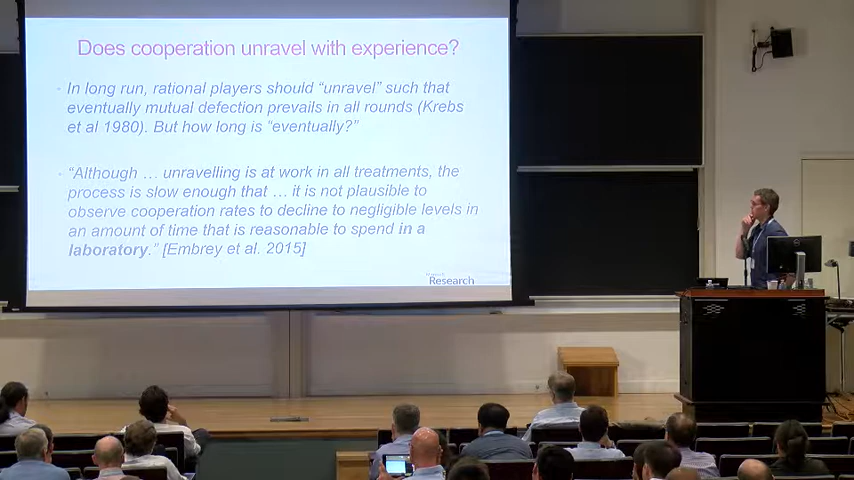 Does cooperation unravel with experience?
· In long run, rational players should “unravel” such that
eventually mutual defection prevails in all rounds (Krebs
et al 1980). But how long is “eventually?”
· “Although … unravelling is at work in all treatments, the
process is slow enough that … it is not plausible to
observe cooperation rates to decline to negligible levels in
an amount of time that is reasonable to spend in a
laboratory.” [Embrey et al. 2015]
Research